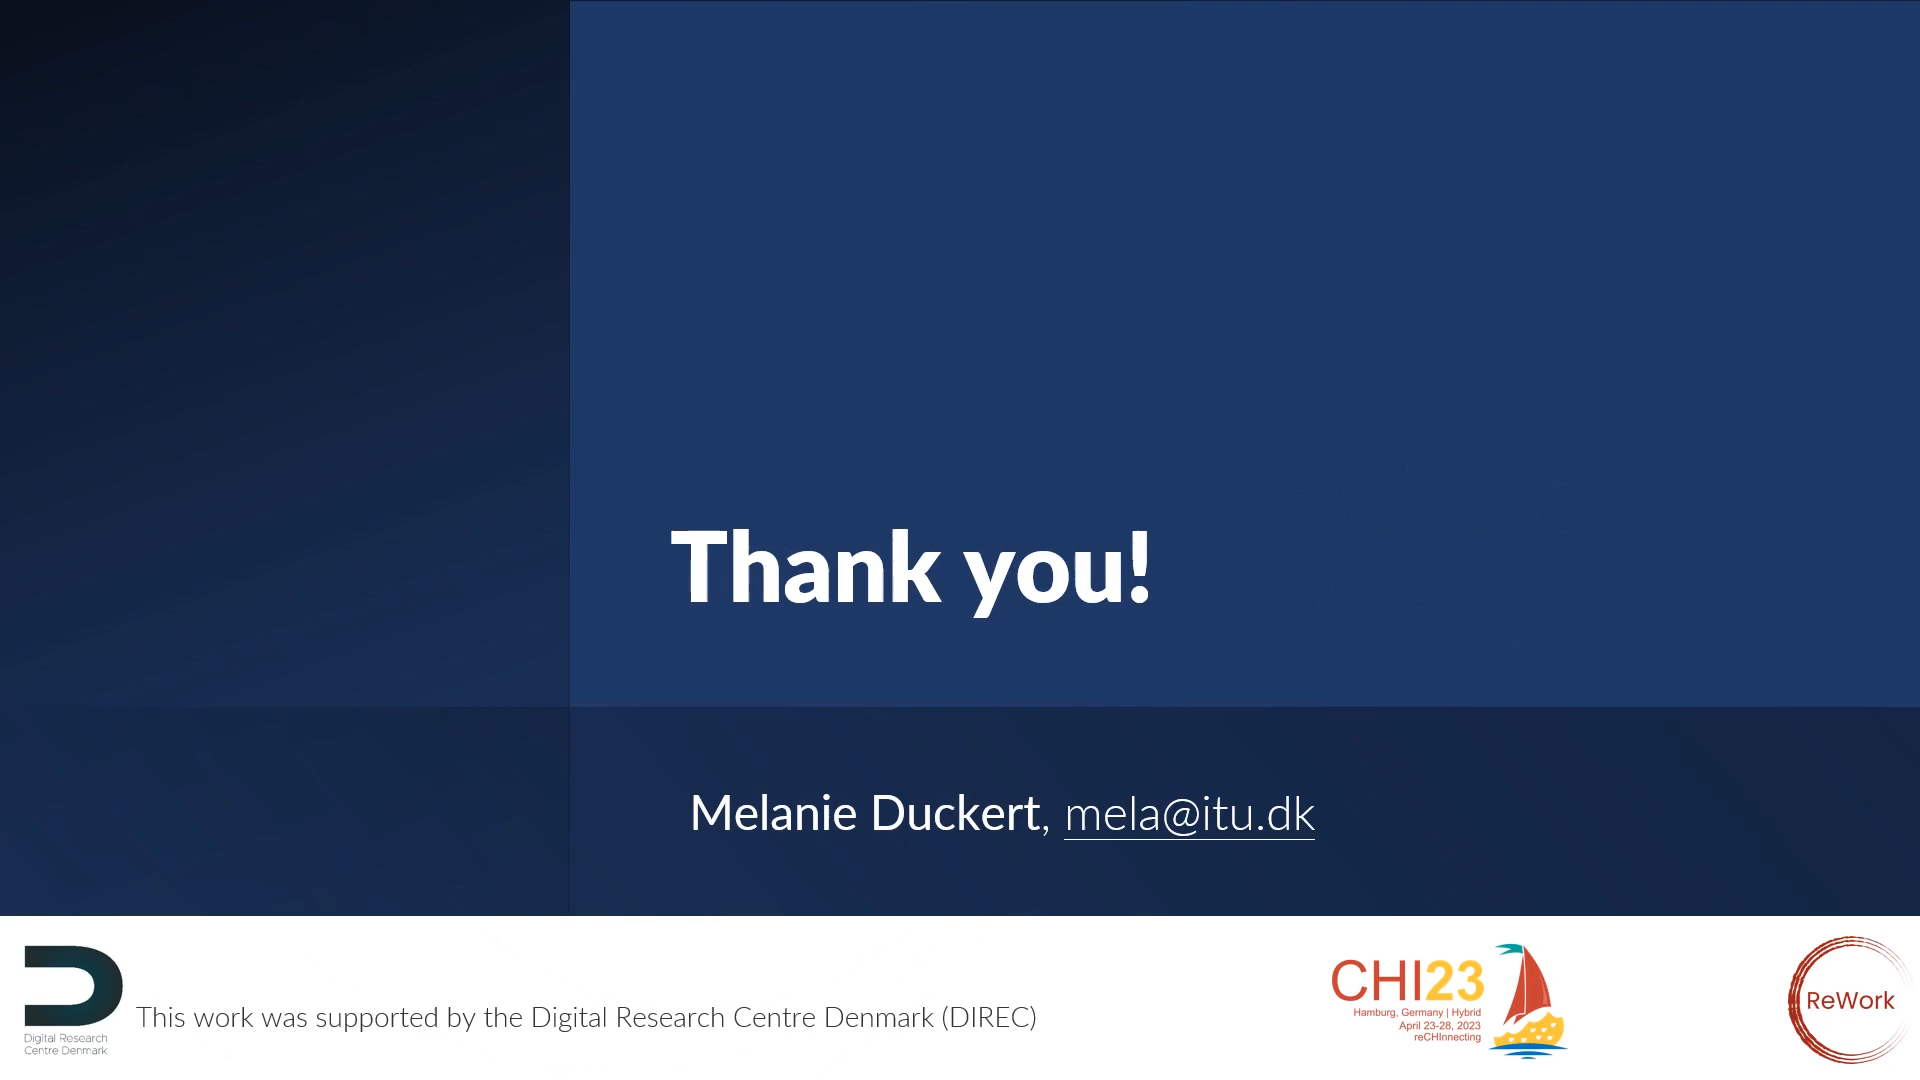 Thank you!
Melanie Duckert, mela@itu.dk
Digital Research
Centre Denmark
This work was supported by the Digital Research Centre Denmark (DIREC)
CHI23
Hamburg, Germany | Hybrid
April 23-28, 2023
reCHInnecting
ReWork